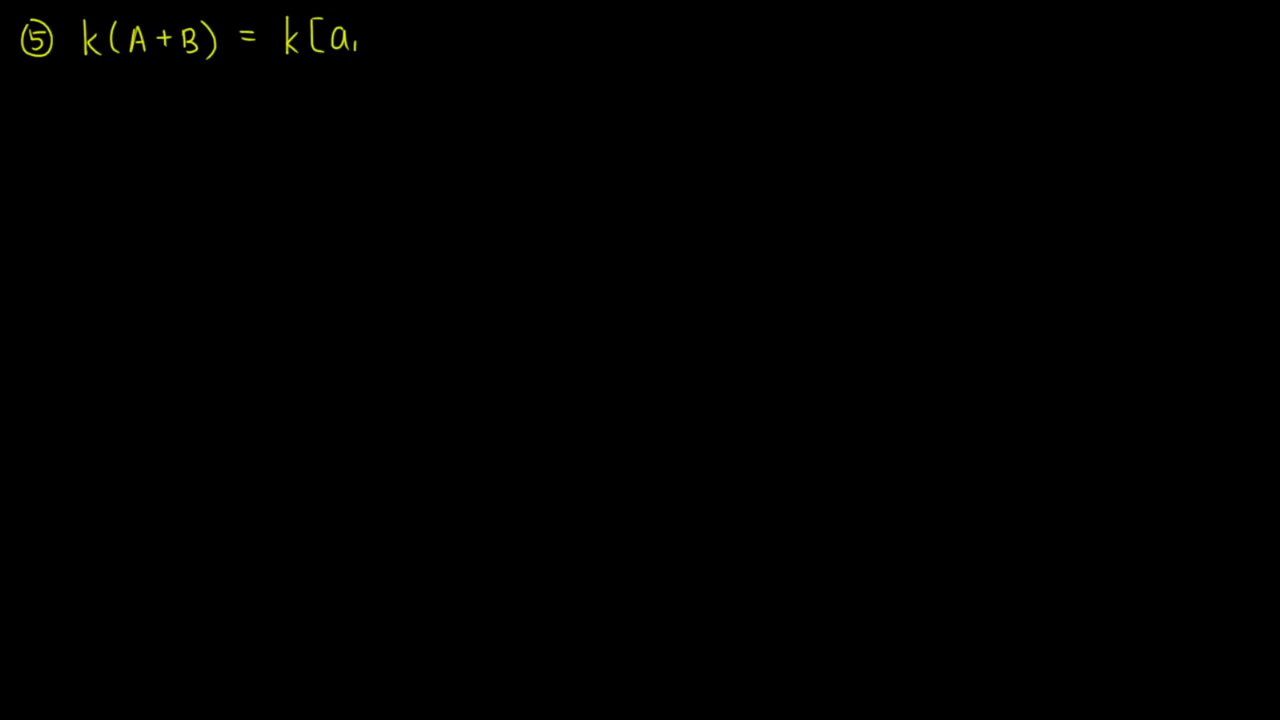 ⑤ k(A+B) = k[a₁